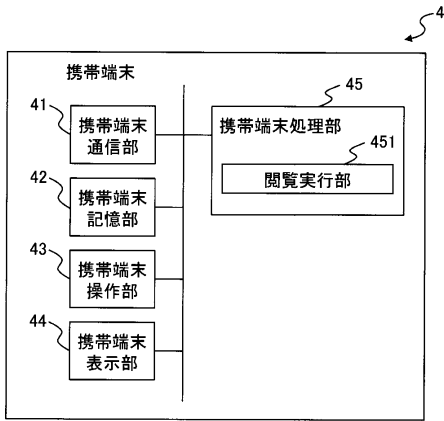 4
携帯端末
41
携帯端末
通信部
42
携帯端末
記憶部
43
携帯端末
操作部
44
携帯端末
表示部
45
携帯端末処理部
451
閲覧実行部